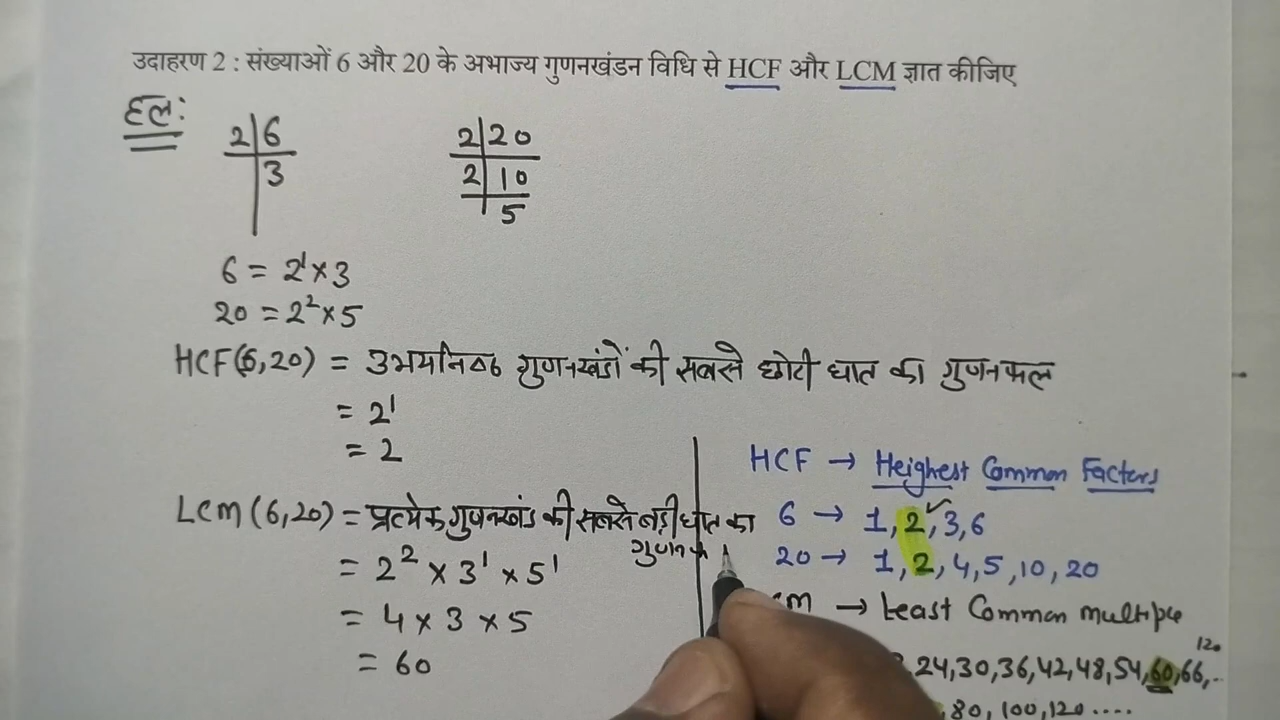 उदाहरण 2 : संख्याओं 6 और 20 के अभाज्य गुणनखंडन विधि से HCF और LCM ज्ञात कीजिए
हलः
2|6
3
2|20
2|10
5
6 = 2¹×3
20 = 2²×5
HCF(6,20) = उभयनिष्ठ गुणनखंडों की सबसे छोटी घात का गुणनफल
= 2¹
= 2
LCM (6,20) = प्रत्येक गुणनखंड की सबसे बड़ी घात का
गुणन
= 2² × 3¹ × 5¹
= 4 × 3 × 5
= 60
HCF → Heighest Common Factors
6 → 1,2,3,6
20 → 1,2,4,5,10,20
→ Least Common multiple
120
,24,30,36,42,48,54,60,66,..
,80,100,120 ....